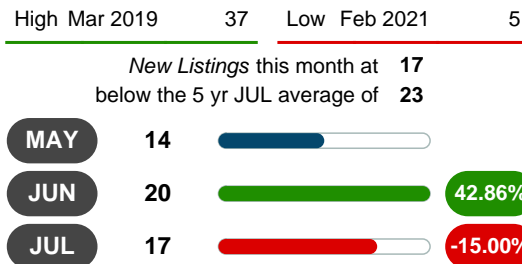 High Mar 2019 37 Low Feb 2021 5
New Listings this month at 17
below the 5 yr JUL average of 23
MAY 14
JUN 20 42.86%
JUL 17 -15.00%